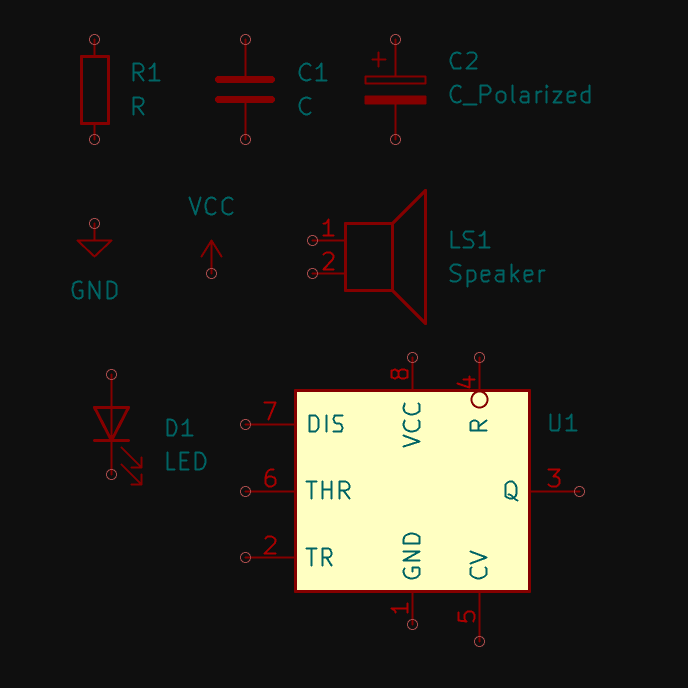 R1
R
C1
C
+
C2
C_Polarized
GND
VCC
1
2
LS1
Speaker
D1
LED
8
4
7
DIS
VCC
R
U1
6
THR
Q
3
2
TR
GND
CV
1
5